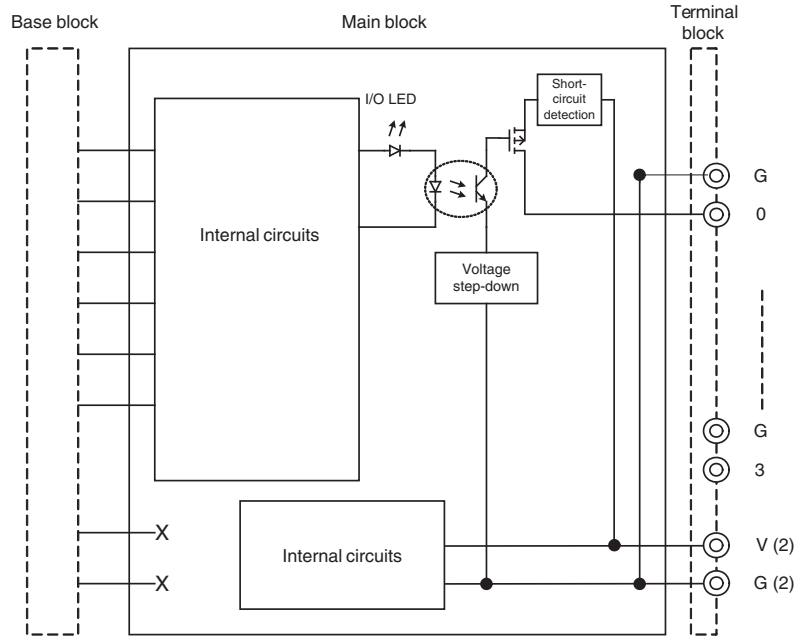 Base block
Main block
Terminal
block
Short-
circuit
detection
I/O LED
G
0
Internal circuits
Voltage
step-down
G
3
X
V (2)
Internal circuits
X
G (2)